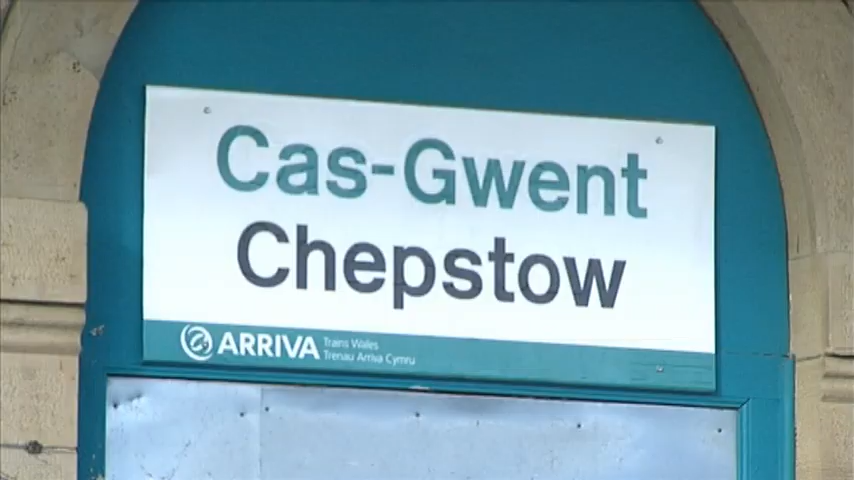 Cas-Gwent
Chepstow
ARRIVA
Trains Wales
Trenau Arriva Cymru